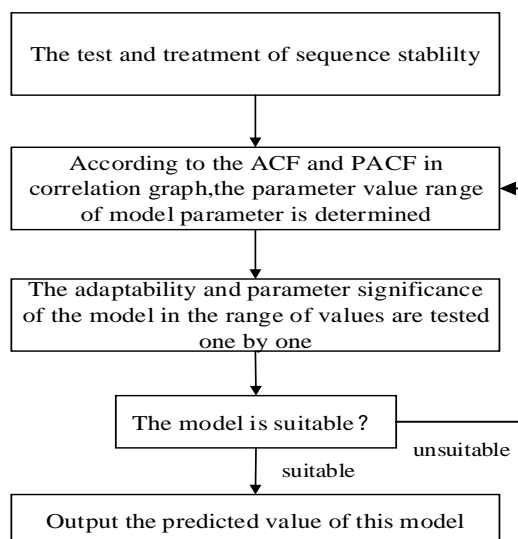 The test and treatment of sequence stablilty
According to the ACF and PACF in
correlation graph,the parameter value range
of model parameter is determined
The adaptability and parameter significance
of the model in the range of values are tested
one by one
The model is suitable？
unsuitable
suitable
Output the predicted value of this model